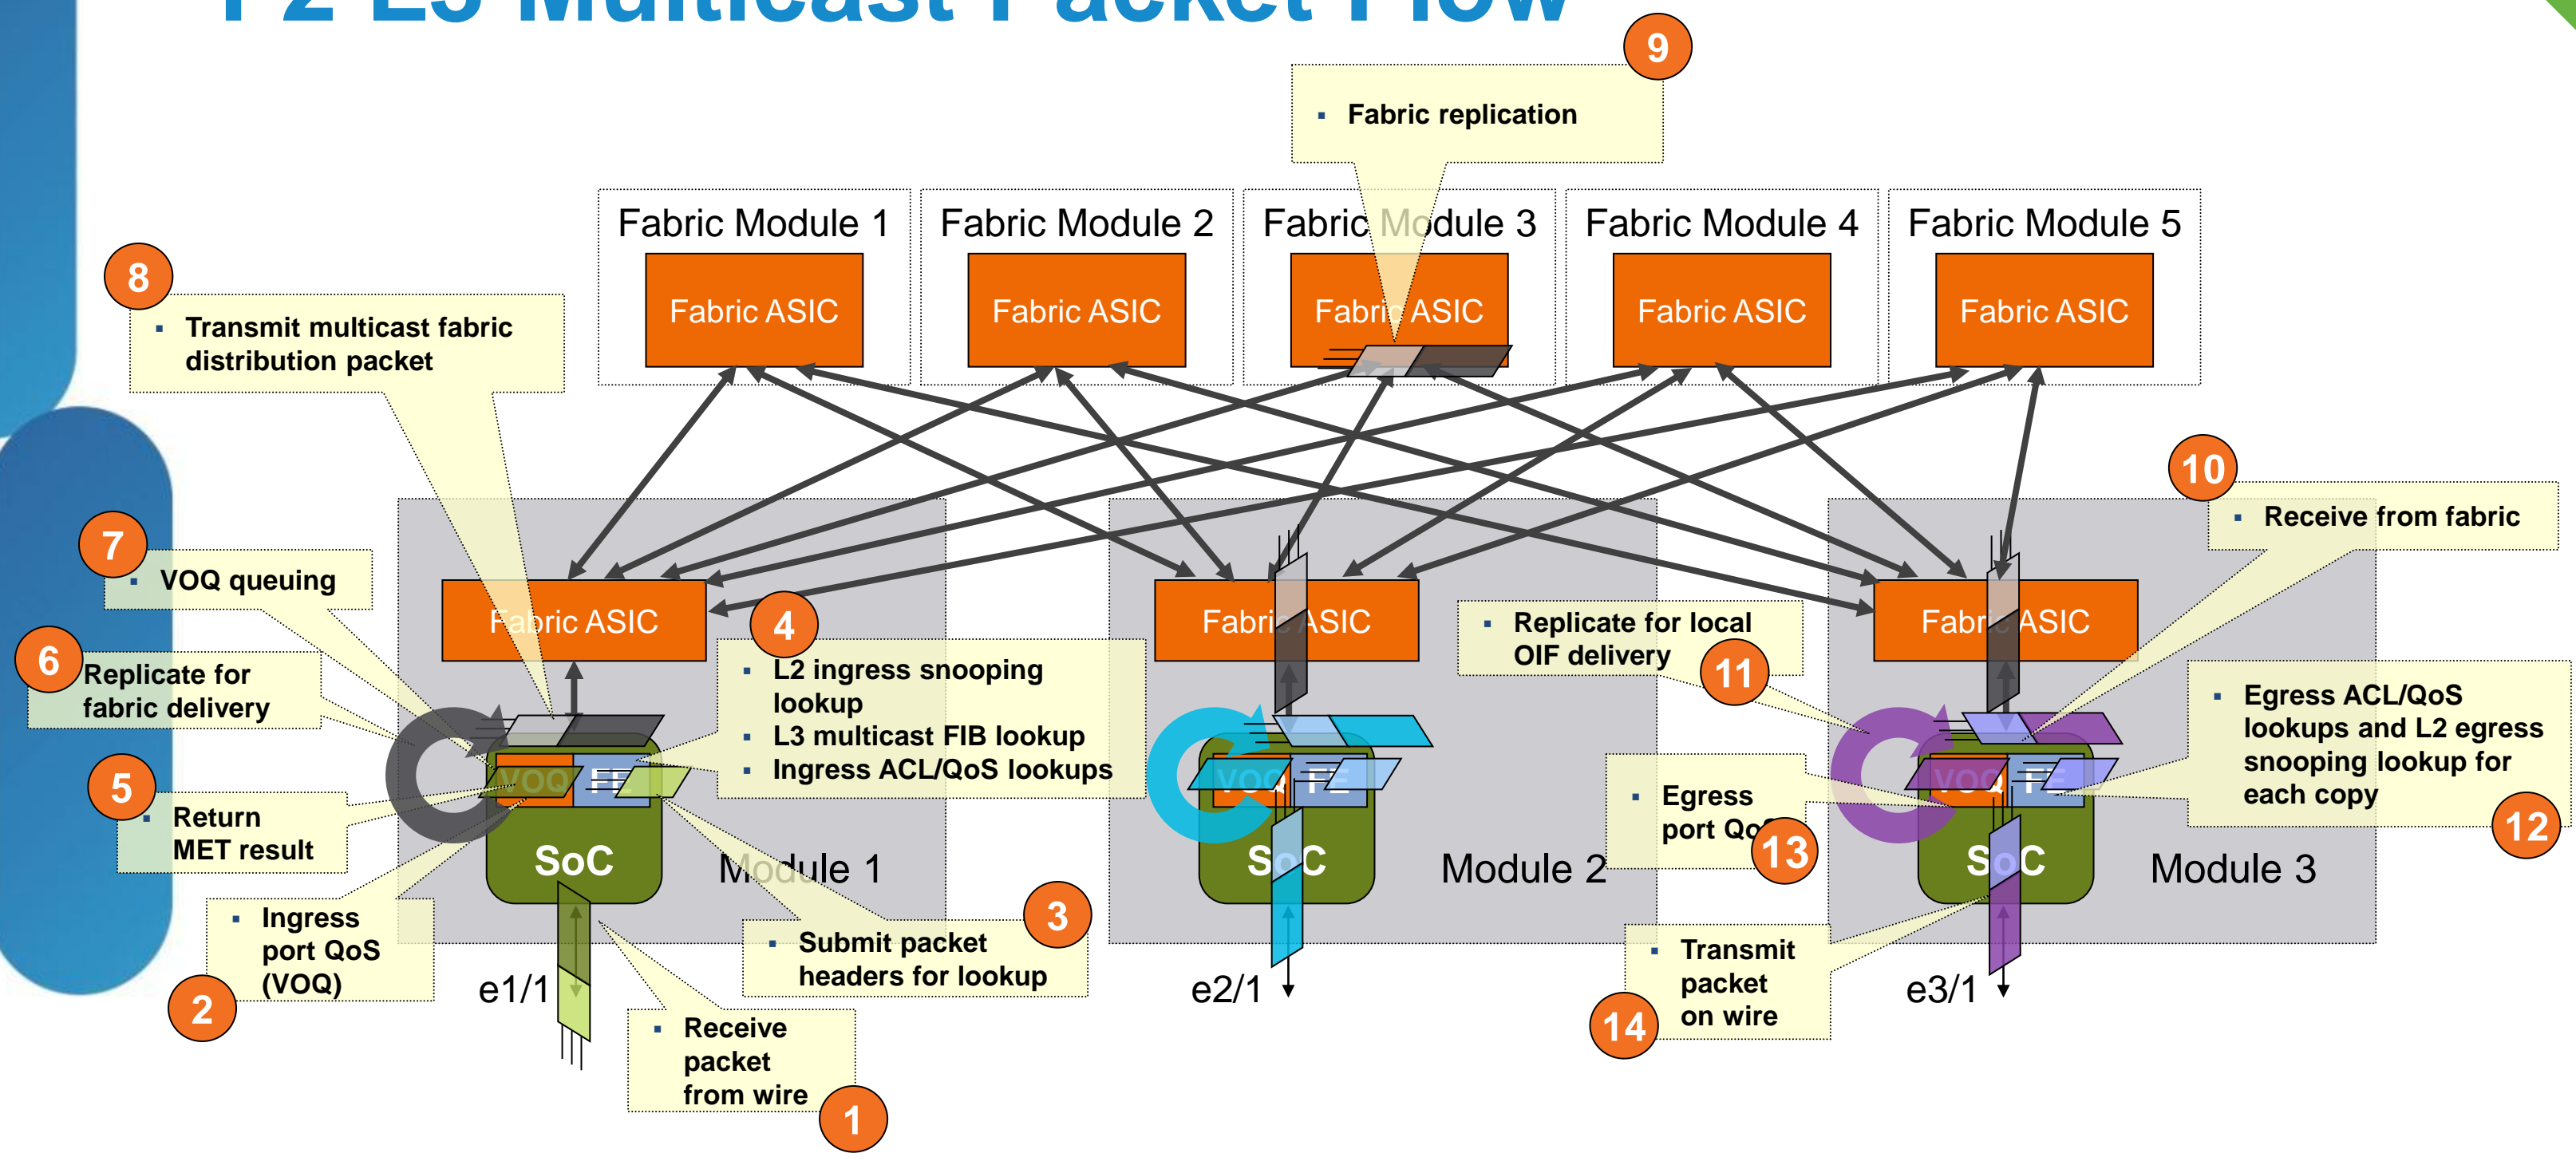 F2 L3 Multicast Packet Flow
9
Fabric replication
Fabric Module 1
Fabric Module 2
Fabric Module 3
Fabric Module 4
Fabric Module 5
Fabric ASIC
Fabric ASIC
Fabric ASIC
Fabric ASIC
Fabric ASIC
8
Transmit multicast fabric
distribution packet
10
Receive from fabric
7
VOQ queuing
6
Replicate for
fabric delivery
Fabric ASIC
4
L2 ingress snooping
lookup
L3 multicast FIB lookup
Ingress ACL/QoS lookups
Fabric ASIC
Replicate for local
OIF delivery
11
Fabric ASIC
Egress ACL/QoS
lookups and L2 egress
snooping lookup for
each copy
12
5
Return
MET result
VOQ
FE
SoC
Module 1
VOQ
FE
SoC
Module 2
Egress
port QoS
13
VOQ
FE
SoC
Module 3
Ingress
port QoS
(VOQ)
2
3
Submit packet
headers for lookup
e1/1
Receive
packet
from wire
1
e2/1
Transmit
packet
on wire
14
e3/1